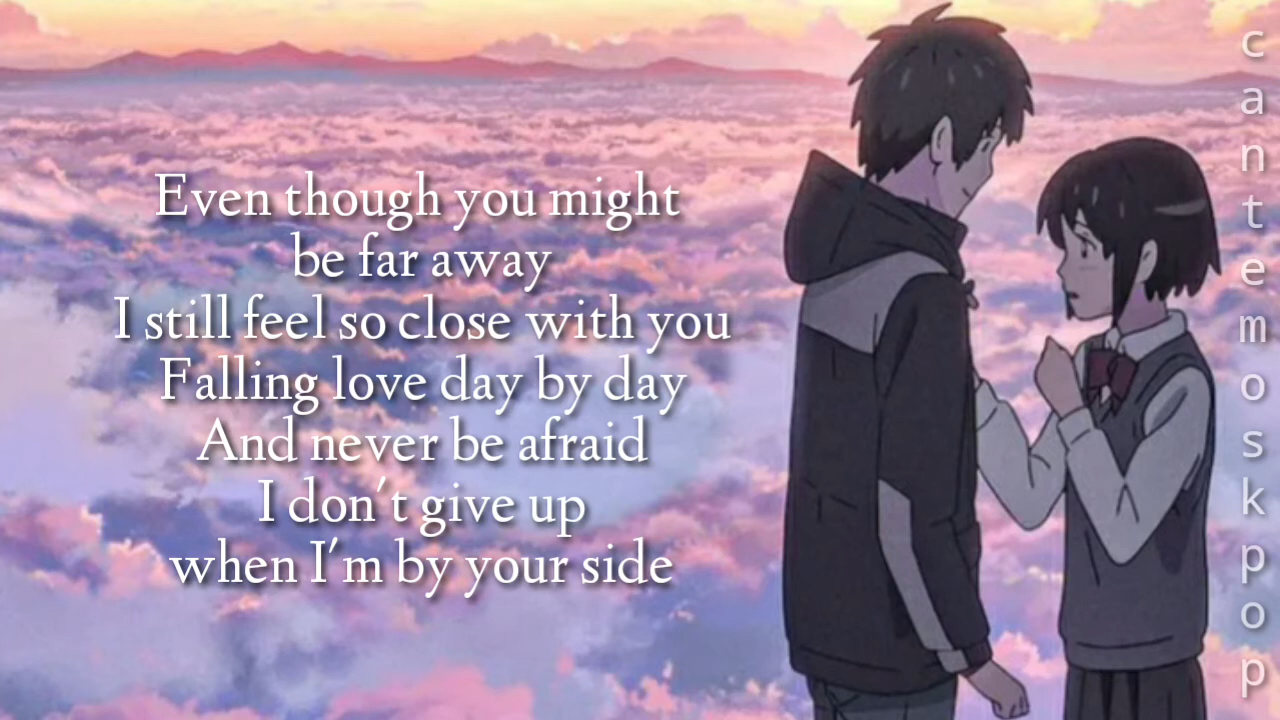 Even though you might
be far away
I still feel so close with you
Falling love day by day
And never be afraid
I don't give up
when I'm by your side
cantemoskpop